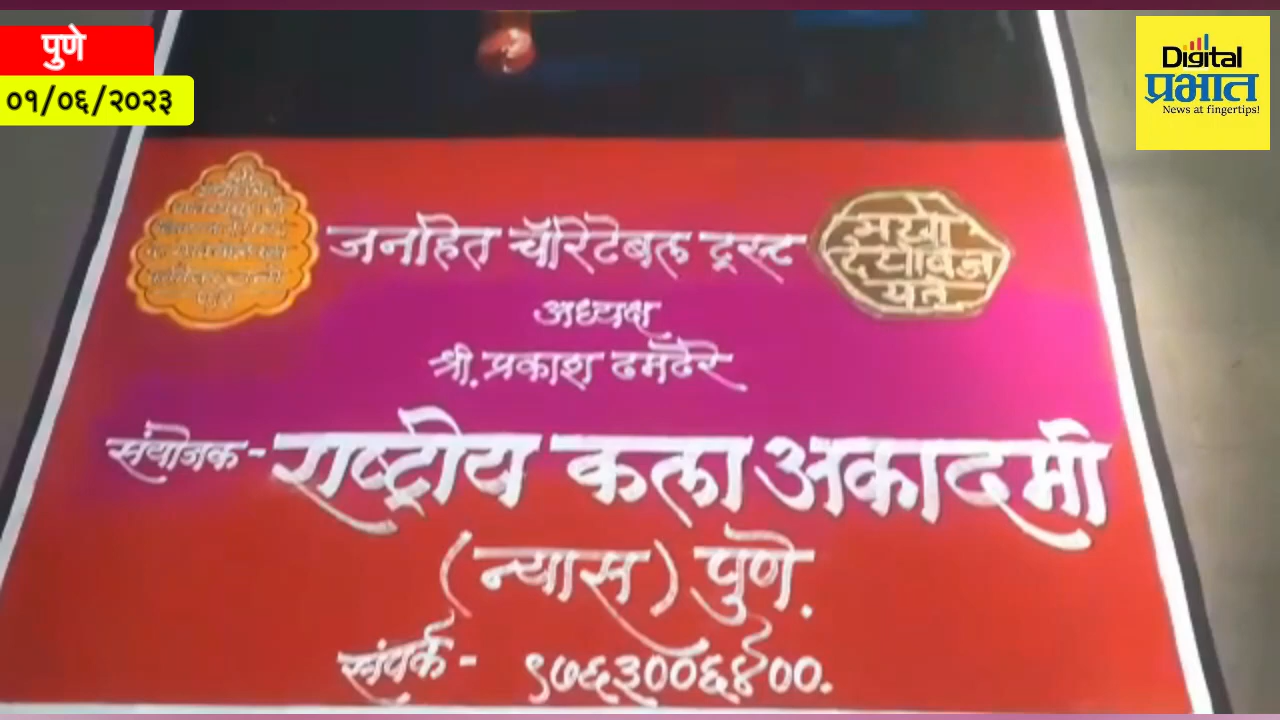 पुणे
०१/०६/२०२३
Digital
प्रभात
News at fingertips!
जनहित चॅरिटेबल ट्रस्ट
अध्यक्ष
श्री. प्रकाश ढमढेरे
संयोजक - राष्ट्रीय कला अकादमी
(न्यास) पुणे.
संपर्क - ९७६३००६४००.